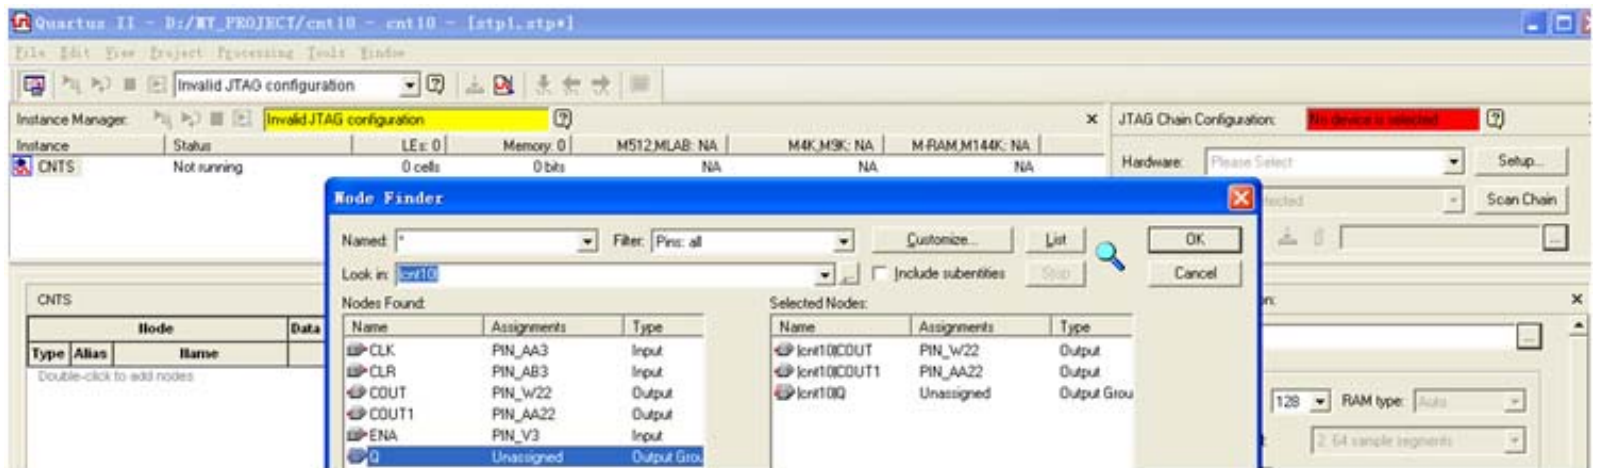 Quartus II - D:/MY_PROJECT/cnt10 - cnt10 - [stp1.stp*]
File Edit View Project Processing Tools Window
Invalid JTAG configuration
Instance Manager: Invalid JTAG configuration
JTAG Chain Configuration: No device is selected
Instance Status LEs: 0 Memory: 0 M512,MLAB: NA M4K,M9K: NA M-RAM,M144K: NA
Hardware: Please Select Setup...
CNTS Not running 0 cells 0 bits NA NA NA
Node Finder
Scan Chain
Named: * Filter: Pins: all Customize... List OK
Look in: |cnt10| ... Include subentities Stop Cancel
CNTS
Nodes Found: Selected Nodes:
Node Data
Name Assignments Type Name Assignments Type
Type Alias Name
CLK PIN_AA3 Input |cnt10|COUT PIN_W22 Output
Double-click to add nodes
CLR PIN_AB3 Input |cnt10|COUT1 PIN_AA22 Output
COUT PIN_W22 Output |cnt10|Q Unassigned Output Grou
128 RAM type: Auto
COUT1 PIN_AA22 Output
ENA PIN_V3 Input
2 64 sample segments
Q Unassigned Output Grou